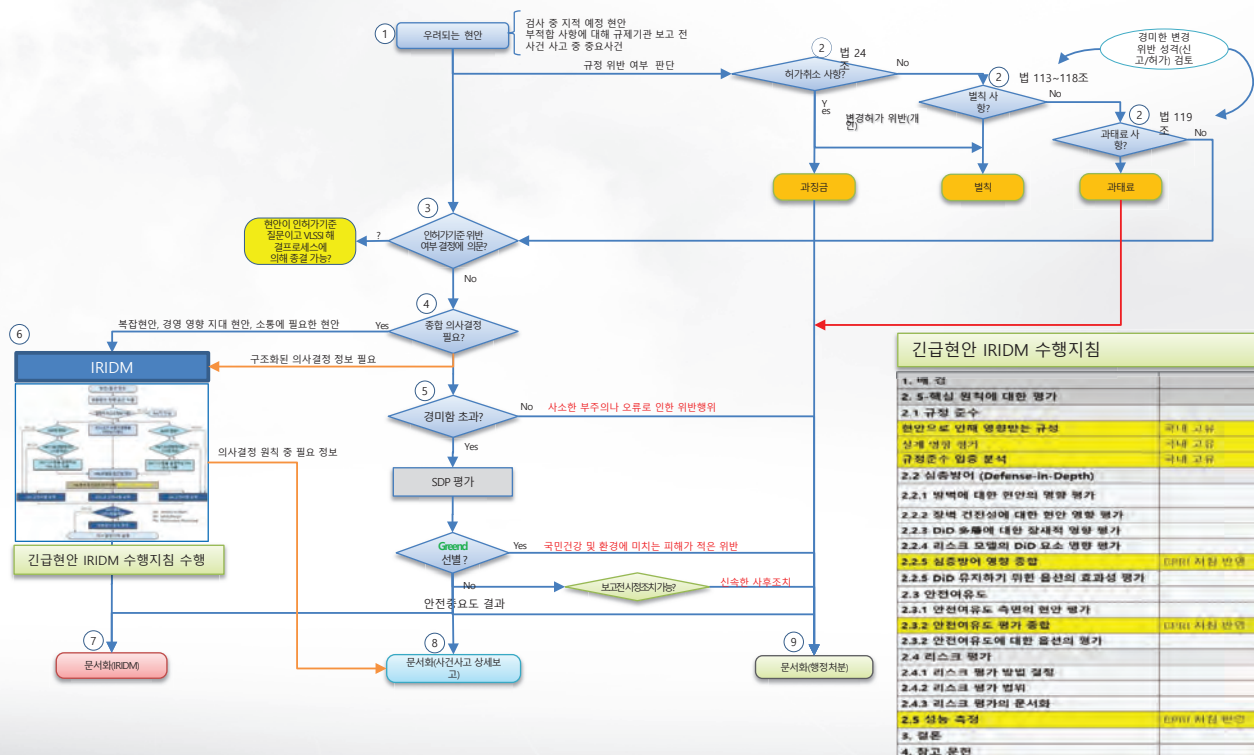 1
우려되는 현안
검사 중 지적 예정 현안
부적합 사항에 대해 규제기관 보고 전
사건 사고 중 중요사건
규정 위반 여부 판단
2
법 24
조
허가취소 사항?
No
Y
es
변경허가 위반(개
인)
2
법 113~118조
벌칙 사
항?
No
경미한 변경
위반 성격(신
고/허가) 검토
2
법 119
조
과태료 사
항?
No
과징금
벌칙
과태료
3
인허가기준 위반
여부 결정에 의문?
?
현안이 인허가기준
질문이고 VLSSI 해
결프로세스에
의해 종결 가능?
No
4
종합 의사결정
필요?
Yes
복잡현안, 경영 영향 지대 현안, 소통에 필요한 현안
6
IRIDM
구조화된 의사결정 정보 필요
5
경미함 초과?
No
사소한 부주의나 오류로 인한 위반행위
Yes
의사결정 원칙 중 필요 정보
SDP 평가
Greend
선별 ?
Yes
국민건강 및 환경에 미치는 피해가 적은 위반
No
보고전시정조치가능?
신속한 사후조치
긴급현안 IRIDM 수행지침 수행
안전중요도 결과
7
문서화(IRIDM)
8
문서화(사건사고 상세보
고)
9
문서화(행정처분)
긴급현안 IRIDM 수행지침
1. 배 경
2. 5-핵심 원칙에 대한 평가
2.1 규정 준수
현안으로 인해 영향받는 규정 국내 고유
설계 영향 평가 국내 고유
규정준수 입증 분석 국내 고유
2.2 심층방어 (Defense-in-Depth)
2.2.1 방벽에 대한 현안의 영향 평가
2.2.2 장벽 건전성에 대한 현안 영향 평가
2.2.3 DiD 多層에 대한 잠재적 영향 평가
2.2.4 리스크 모델의 DiD 요소 영향 평가
2.2.5 심층방어 영향 종합 EPRI 지침 반영
2.2.5 DiD 유지하기 위한 옵션의 효과성 평가
2.3 안전여유도
2.3.1 안전여유도 측면의 현안 평가
2.3.2 안전여유도 평가 종합 EPRI 지침 반영
2.3.2 안전여유도에 대한 옵션의 평가
2.4 리스크 평가
2.4.1 리스크 평가 방법 결정
2.4.2 리스크 평가 범위
2.4.3 리스크 평가의 문서화
2.5 성능 측정 EPRI 지침 반영
3. 결론
4. 참고 문헌